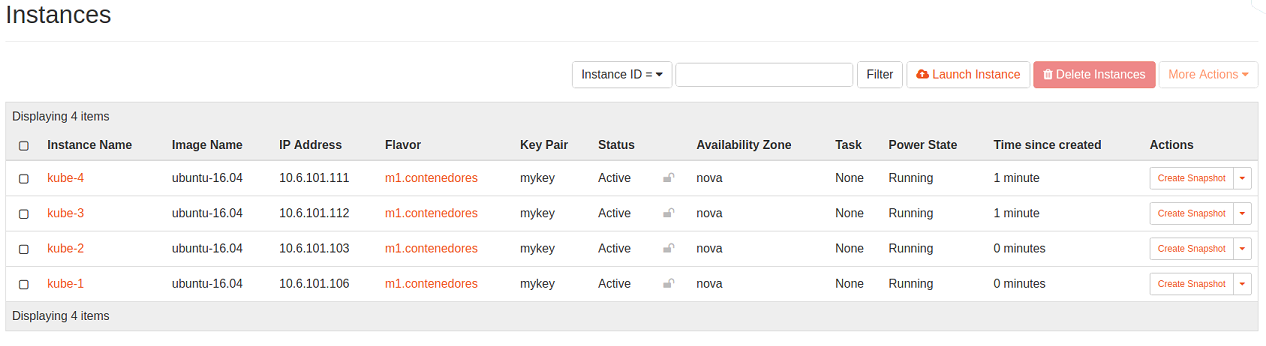 Instances
Instance ID = Filter Launch Instance Delete Instances More Actions
Displaying 4 items
Instance Name Image Name IP Address Flavor Key Pair Status Availability Zone Task Power State Time since created Actions
kube-4 ubuntu-16.04 10.6.101.111 m1.contenedores mykey Active nova None Running 1 minute Create Snapshot
kube-3 ubuntu-16.04 10.6.101.112 m1.contenedores mykey Active nova None Running 1 minute Create Snapshot
kube-2 ubuntu-16.04 10.6.101.103 m1.contenedores mykey Active nova None Running 0 minutes Create Snapshot
kube-1 ubuntu-16.04 10.6.101.106 m1.contenedores mykey Active nova None Running 0 minutes Create Snapshot
Displaying 4 items